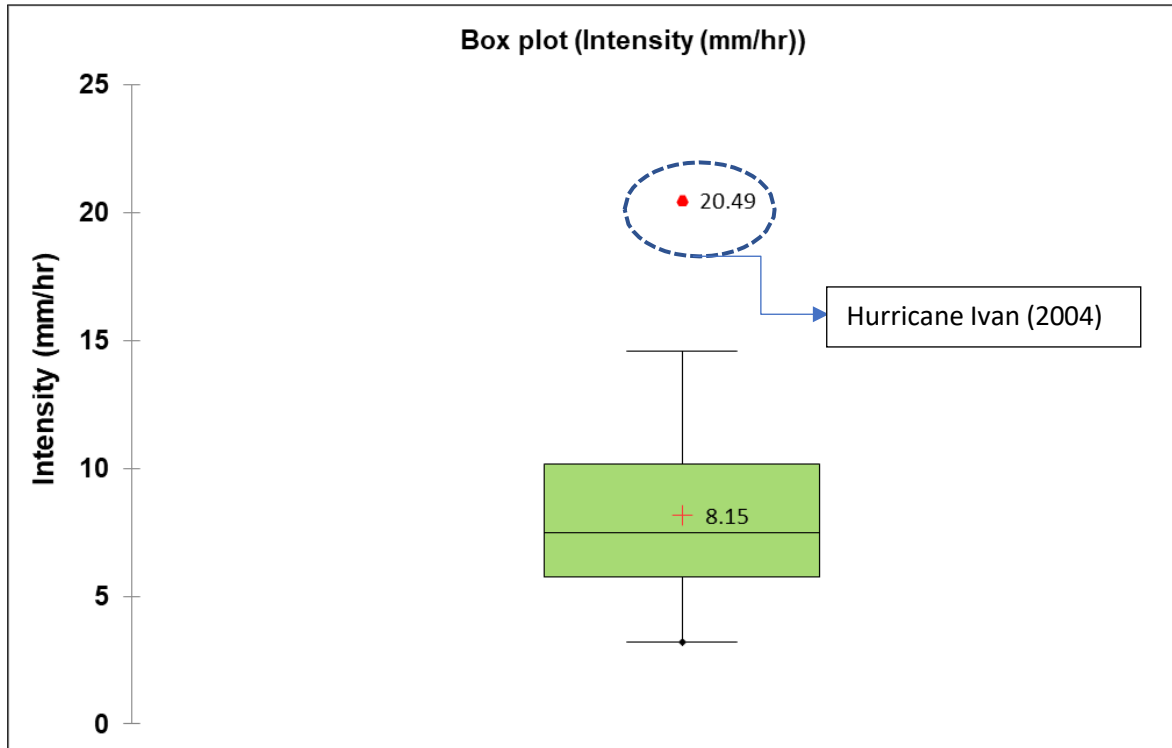 Box plot (Intensity (mm/hr))
Intensity (mm/hr)
25
20
15
10
5
0
20.49
Hurricane Ivan (2004)
8.15